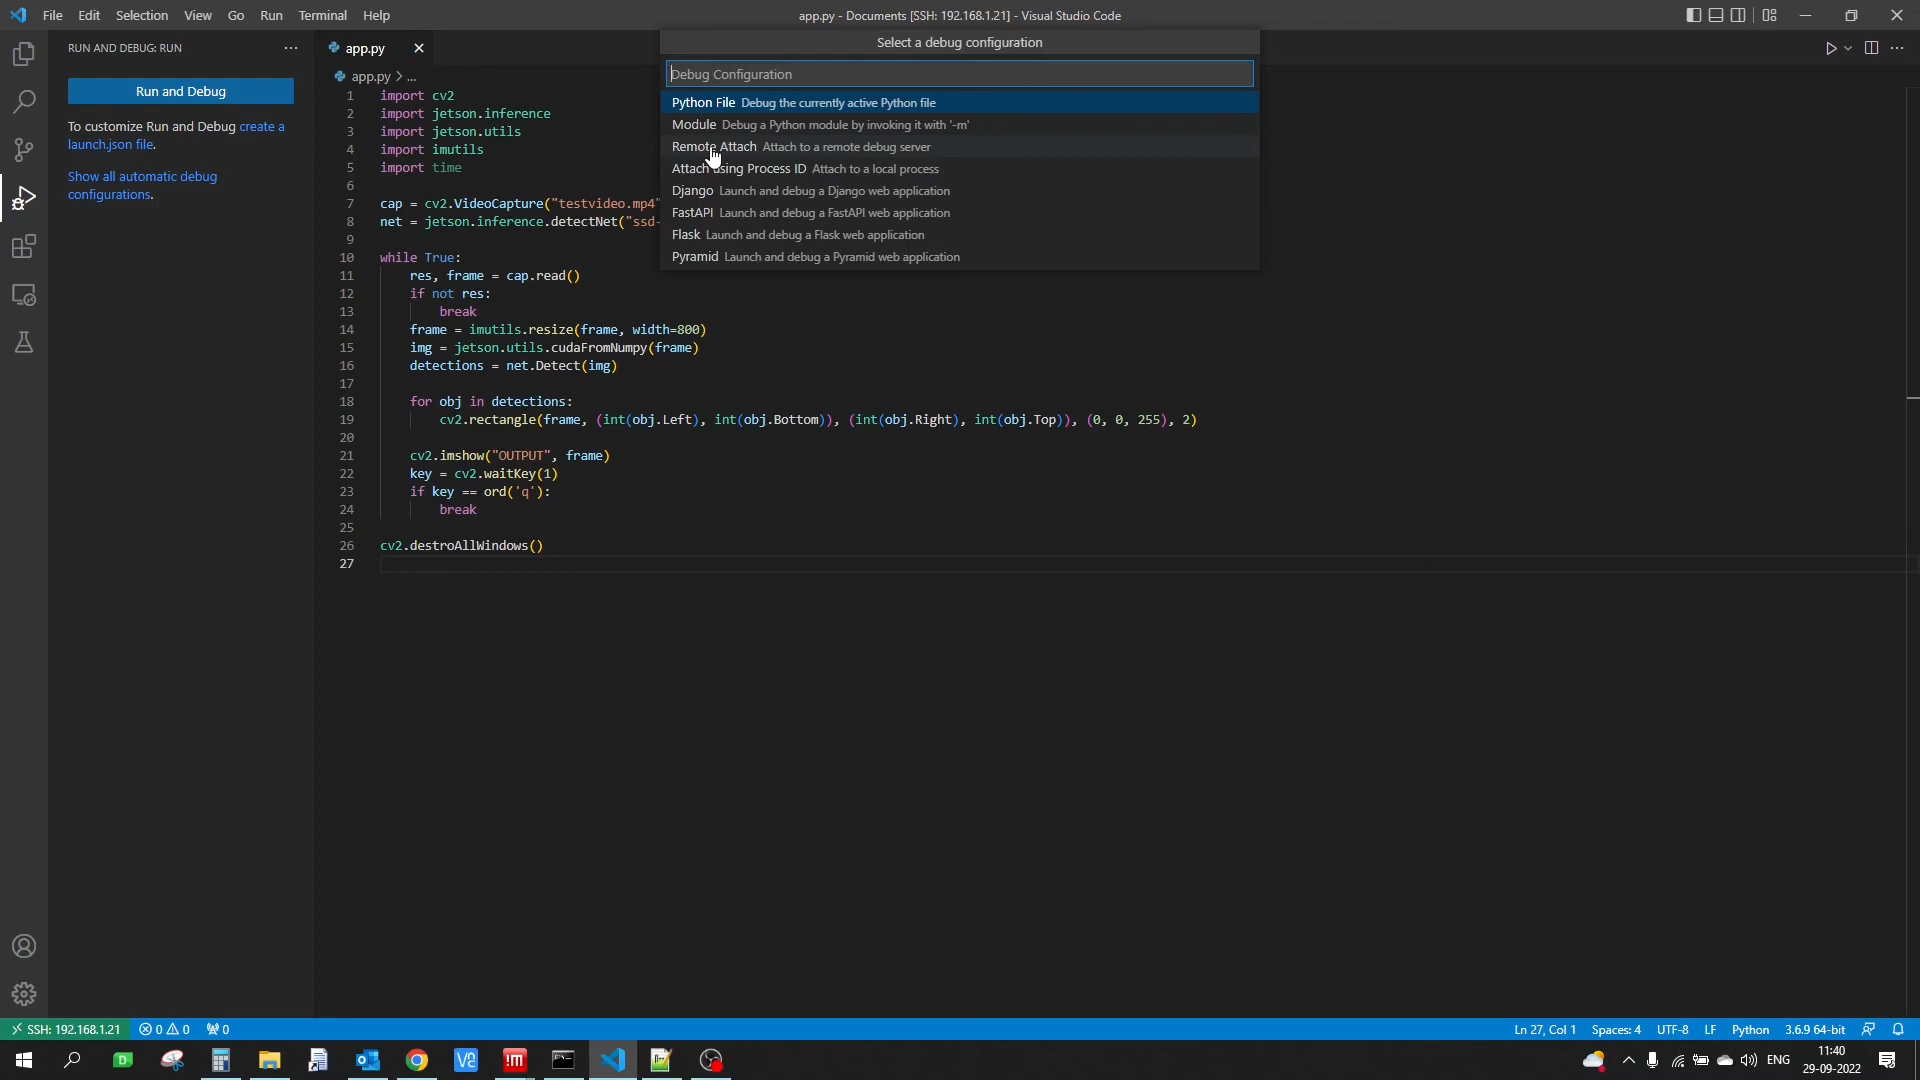 File Edit Selection View Go Run Terminal Help
app.py - Documents [SSH: 192.168.1.21] - Visual Studio Code
RUN AND DEBUG: RUN
Run and Debug
To customize Run and Debug create a
launch.json file.
Show all automatic debug
configurations.
app.py
app.py > ...
Select a debug configuration
Debug Configuration
Python File Debug the currently active Python file
Module Debug a Python module by invoking it with '-m'
Remote Attach Attach to a remote debug server
Attach using Process ID Attach to a local process
Django Launch and debug a Django web application
FastAPI Launch and debug a FastAPI web application
Flask Launch and debug a Flask web application
Pyramid Launch and debug a Pyramid web application
1 import cv2
2 import jetson.inference
3 import jetson.utils
4 import imutils
5 import time
6
7 cap = cv2.VideoCapture("testvideo.mp4"
8 net = jetson.inference.detectNet("ssd-
9
10 while True:
11 res, frame = cap.read()
12 if not res:
13 break
14 frame = imutils.resize(frame, width=800)
15 img = jetson.utils.cudaFromNumpy(frame)
16 detections = net.Detect(img)
17
18 for obj in detections:
19 cv2.rectangle(frame, (int(obj.Left), int(obj.Bottom)), (int(obj.Right), int(obj.Top)), (0, 0, 255), 2)
20
21 cv2.imshow("OUTPUT", frame)
22 key = cv2.waitKey(1)
23 if key == ord('q'):
24 break
25
26 cv2.destroAllWindows()
27
SSH: 192.168.1.21 0 0 0
Ln 27, Col 1 Spaces: 4 UTF-8 LF Python 3.6.9 64-bit
ENG
11:40
29-09-2022